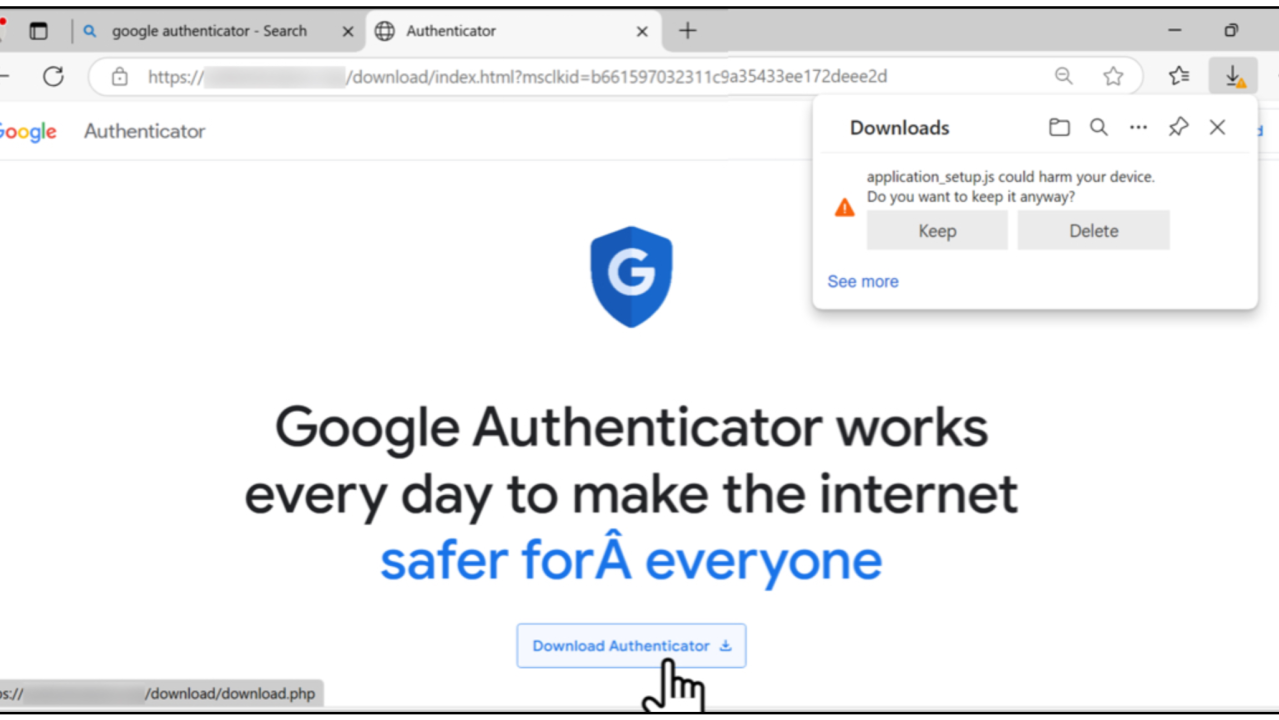 google authenticator - Search
Authenticator
https:// /download/index.html?msclkid=b661597032311c9a35433ee172deee2d
Google Authenticator
Downloads
application_setup.js could harm your device.
Do you want to keep it anyway?
Keep Delete
See more
G
Google Authenticator works
every day to make the internet
safer forÂ everyone
Download Authenticator
ps:// /download/download.php